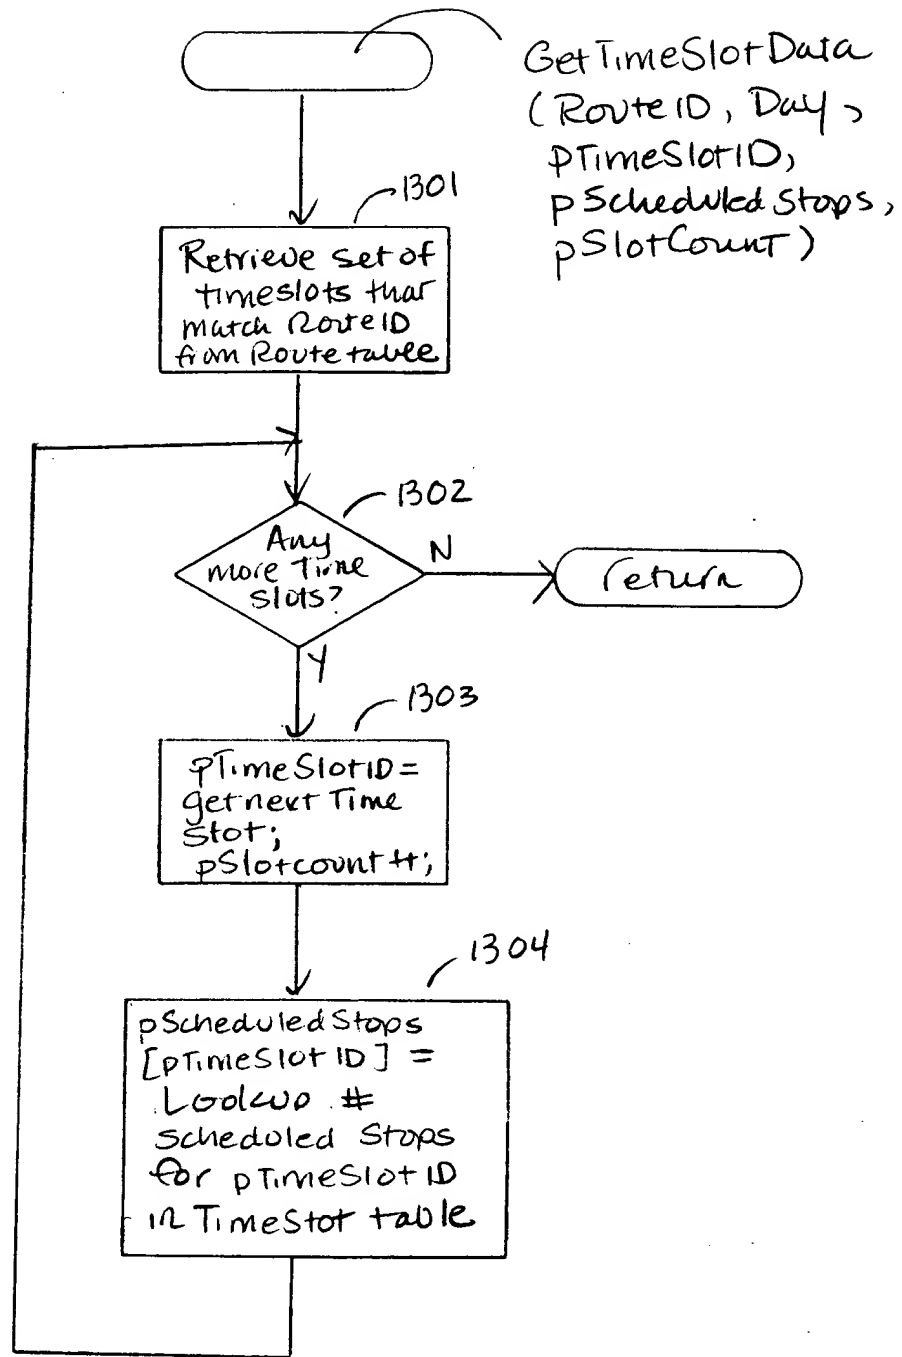 GetTimeSlotData
(RouteID, Day,
pTimeSlotID,
pScheduledStops,
pSlotCount)
1301
Retrieve set of
timeslots that
match RouteID
from Route table
1302
Any
more Time
slots?
N
return
Y
1303
pTimeSlotID =
get next Time
Slot;
pSlotcount++;
1304
pScheduledStops
[pTimeSlotID] =
Lookup #
scheduled Stops
for pTimeSlotID
in TimeSlot table